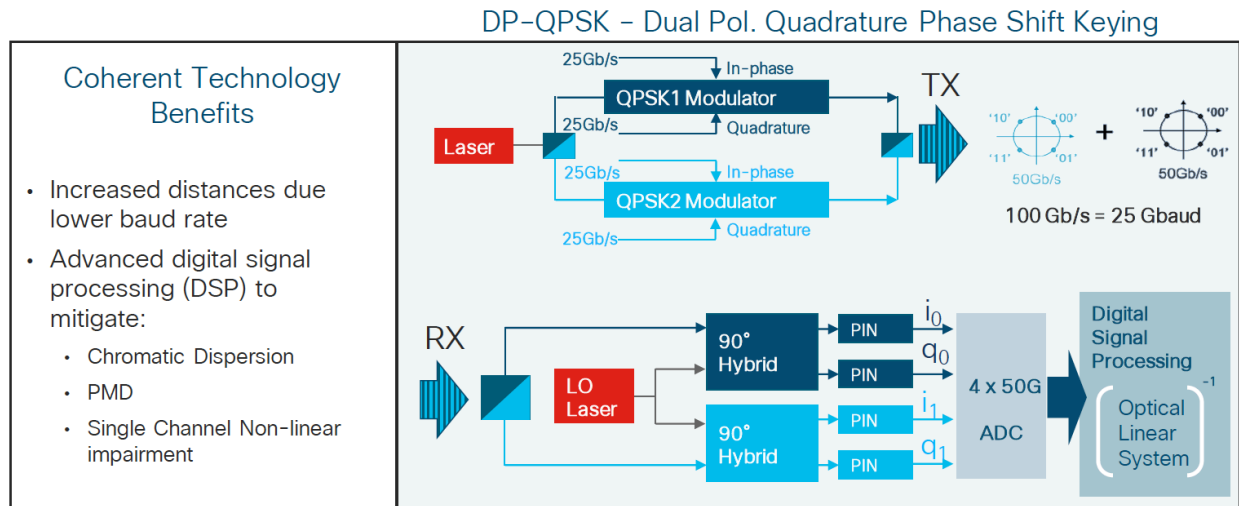 DP-QPSK – Dual Pol. Quadrature Phase Shift Keying
Coherent Technology
Benefits
• Increased distances due
lower baud rate
• Advanced digital signal
processing (DSP) to
mitigate:
• Chromatic Dispersion
• PMD
• Single Channel Non-linear
impairment
25Gb/s
In-phase
QPSK1 Modulator
25Gb/s
Quadrature
Laser
25Gb/s
In-phase
QPSK2 Modulator
25Gb/s
Quadrature
TX
'10' '00'
'11' '01'
50Gb/s
+
'10' '00'
'11' '01'
50Gb/s
100 Gb/s = 25 Gbaud
RX
LO
Laser
90°
Hybrid
90°
Hybrid
PIN
PIN
PIN
PIN
i0
q0
i1
q1
4 x 50G
ADC
Digital
Signal
Processing
-1
Optical
Linear
System